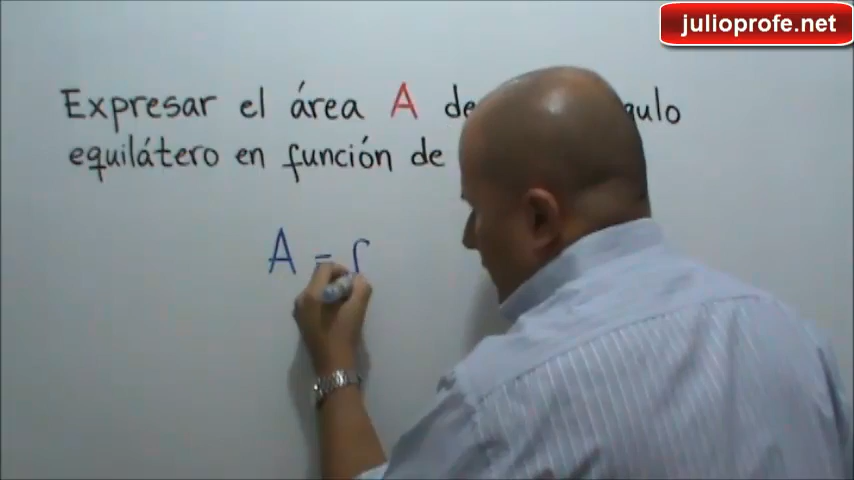 julioprofe.net
Expresar el área A de
equilátero en función de
A =